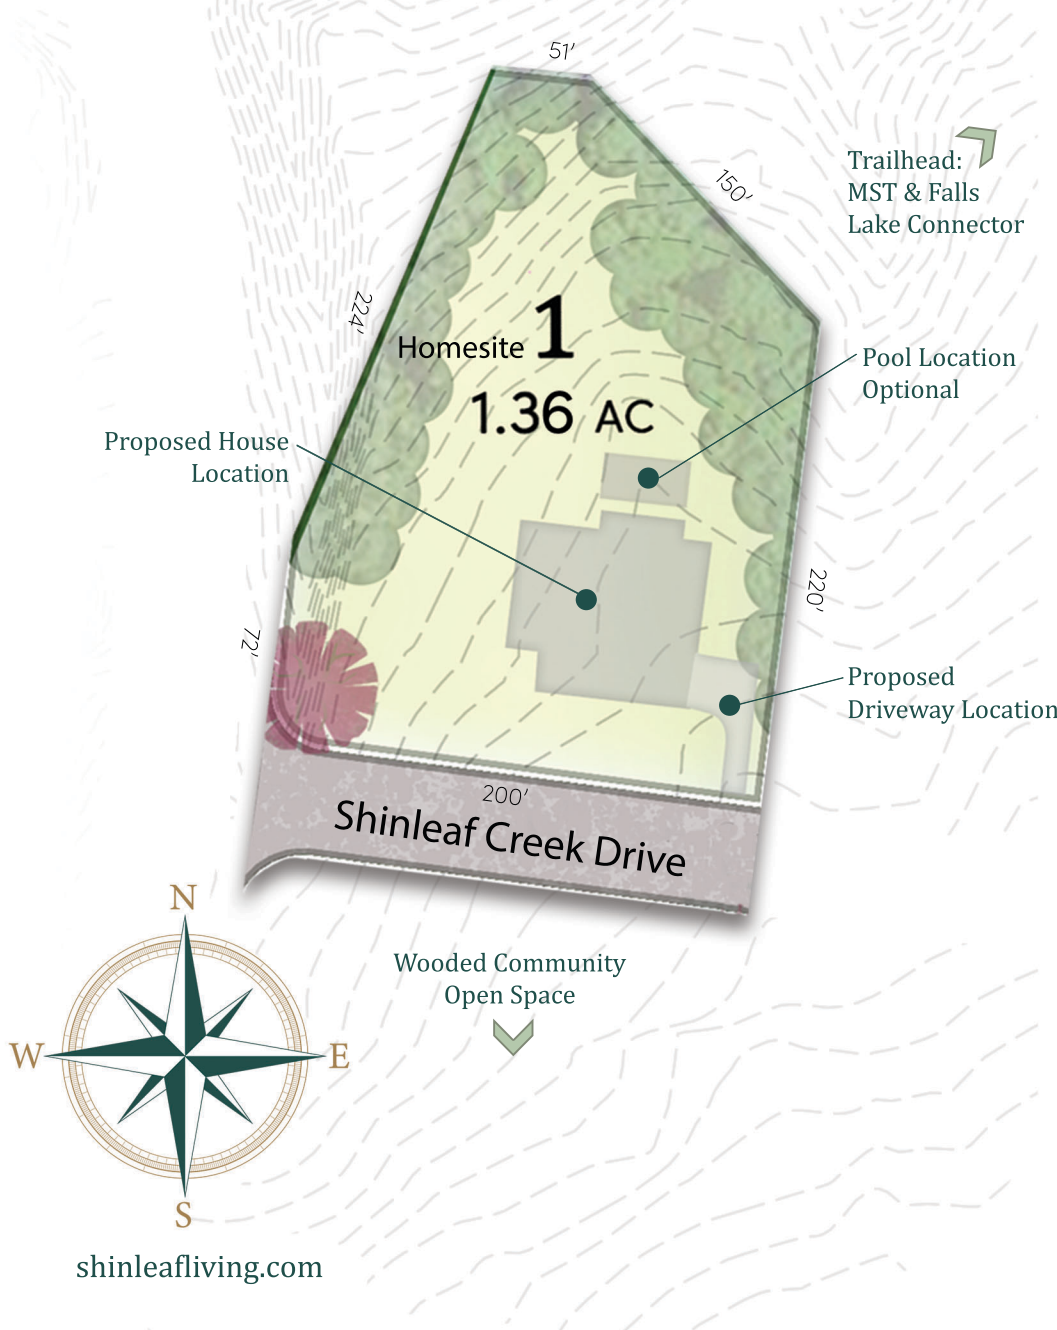 51′
150′
Trailhead:
MST & Falls
Lake Connector
224′
Homesite 1
1.36 AC
Pool Location
Optional
Proposed House
Location
220′
72′
Proposed
Driveway Location
200′
Shinleaf Creek Drive
N
Wooded Community
Open Space
W
E
S
shinleafliving.com